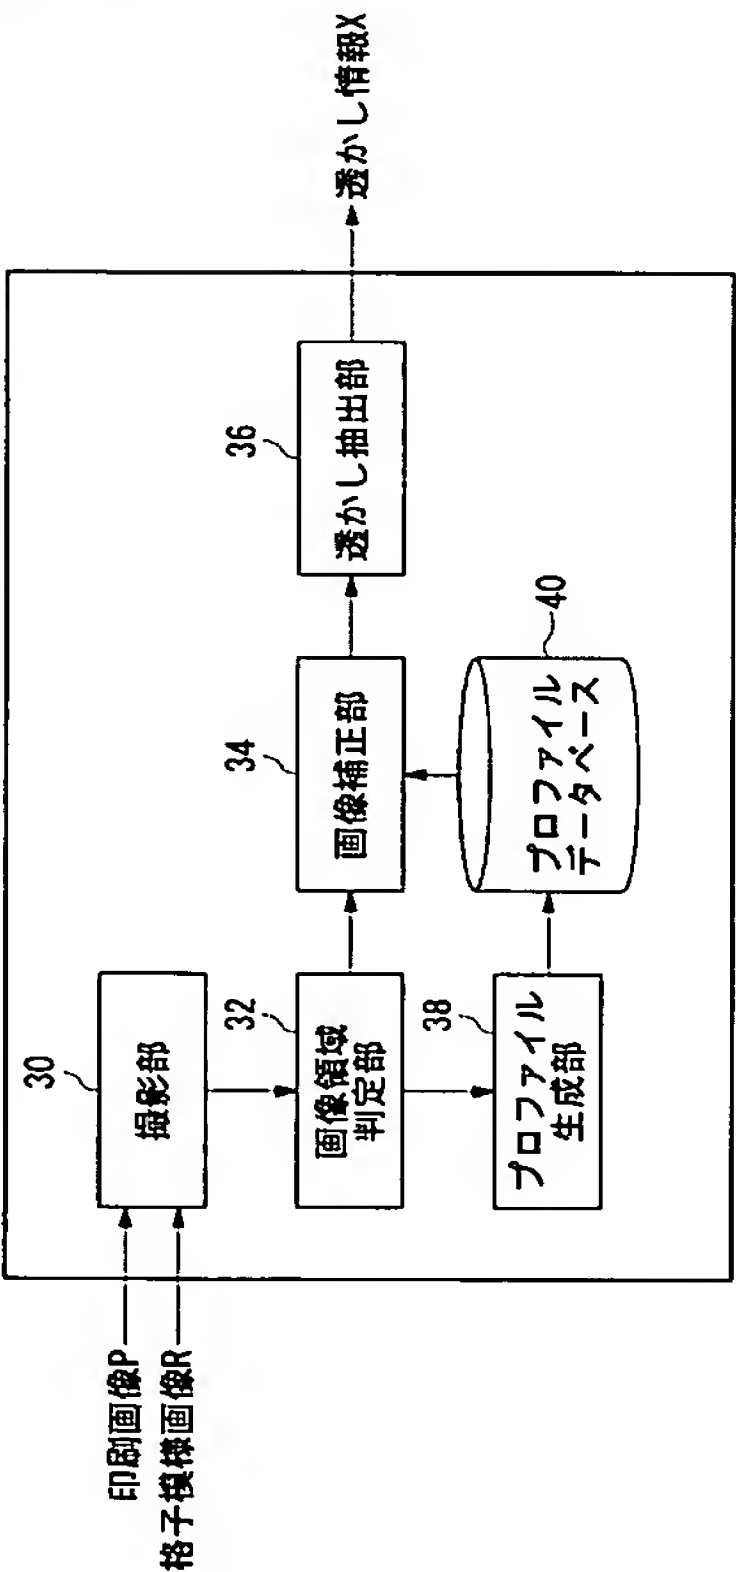 印刷画像P
格子模様画像R
30
撮影部
32
画像領域
判定部
34
画像補正部
36
透かし抽出部
透かし情報X
38
プロファイル
生成部
40
プロファイル
データベース